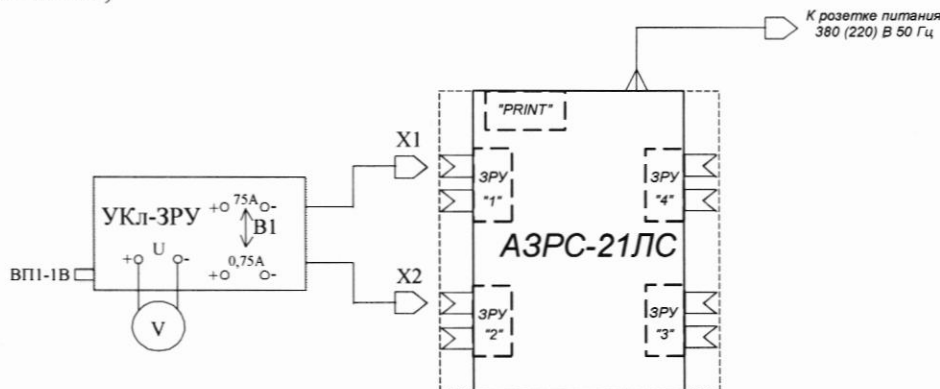 К розетке питания
380 (220) В 50 Гц
"PRINT"
X1
ЗРУ
"1"
ЗРУ
"4"
УКл-ЗРУ
+ 75А -
В1
U
+ -
+ 0,75А -
ВП1-1В
V
АЗРС-21ЛС
X2
ЗРУ
"2"
ЗРУ
"3"